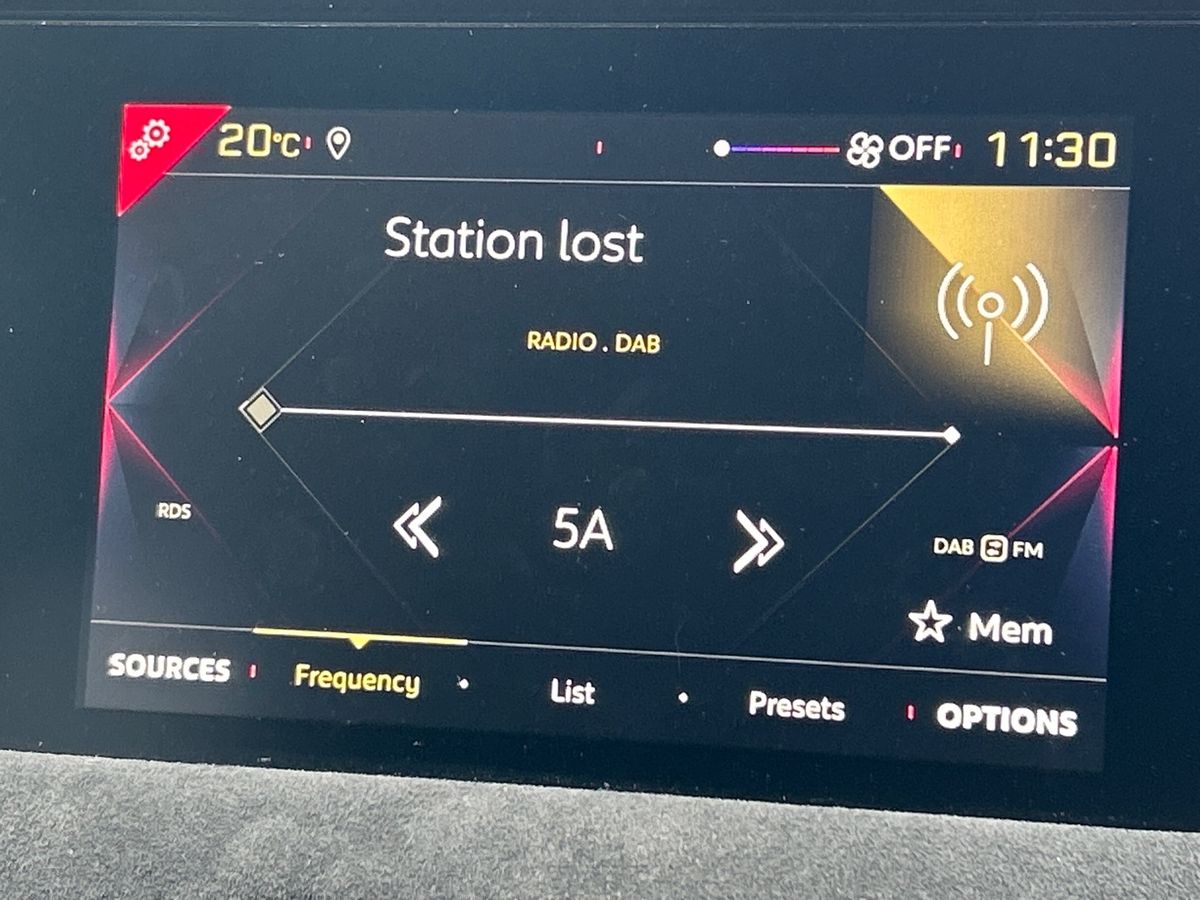 20°C OFF 11:30
Station lost
RADIO . DAB
RDS
5A
DAB FM
Mem
SOURCES Frequency List Presets OPTIONS